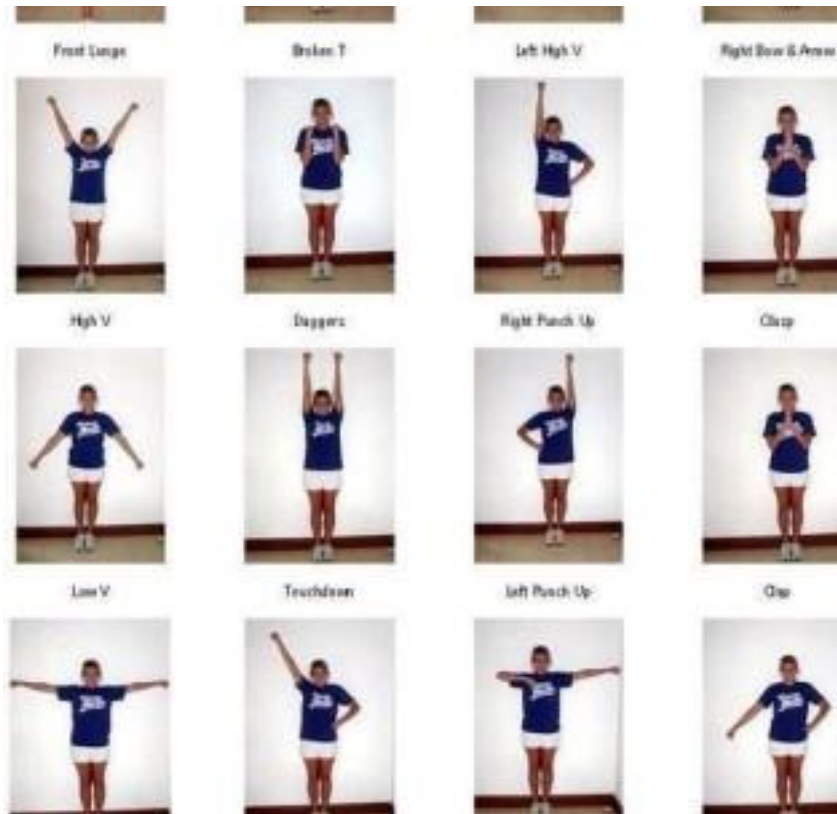 Front Lunge
Broken T
Left High V
Right Bow & Arrow
High V
Daggers
Right Punch Up
Clasp
Low V
Touchdown
Left Punch Up
Clap